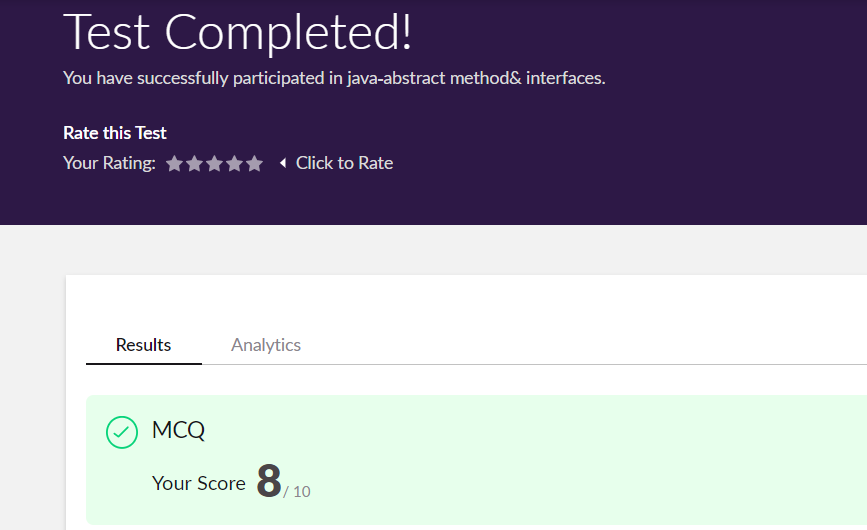 Test Completed!
You have successfully participated in java-abstract method& interfaces.
Rate this Test
Your Rating: Click to Rate
Results Analytics
MCQ
Your Score 8 / 10